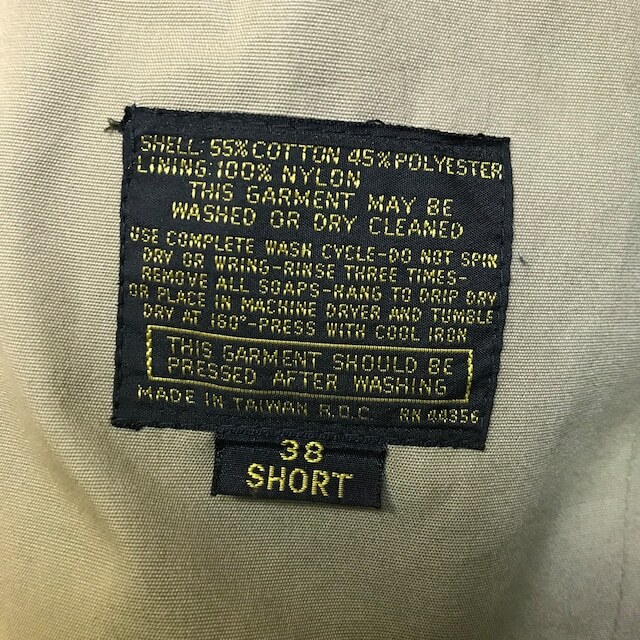 SHELL: 55% COTTON 45% POLYESTER
LINING: 100% NYLON
THIS GARMENT MAY BE
WASHED OR DRY CLEANED
USE COMPLETE WASH CYCLE-DO NOT SPIN
DRY OR WRING-RINSE THREE TIMES-
REMOVE ALL SOAPS-HANG TO DRIP DRY
OR PLACE IN MACHINE DRYER AND TUMBLE
DRY AT 160°-PRESS WITH COOL IRON
THIS GARMENT SHOULD BE
PRESSED AFTER WASHING
MADE IN TAIWAN R.O.C. RN 44356
38
SHORT